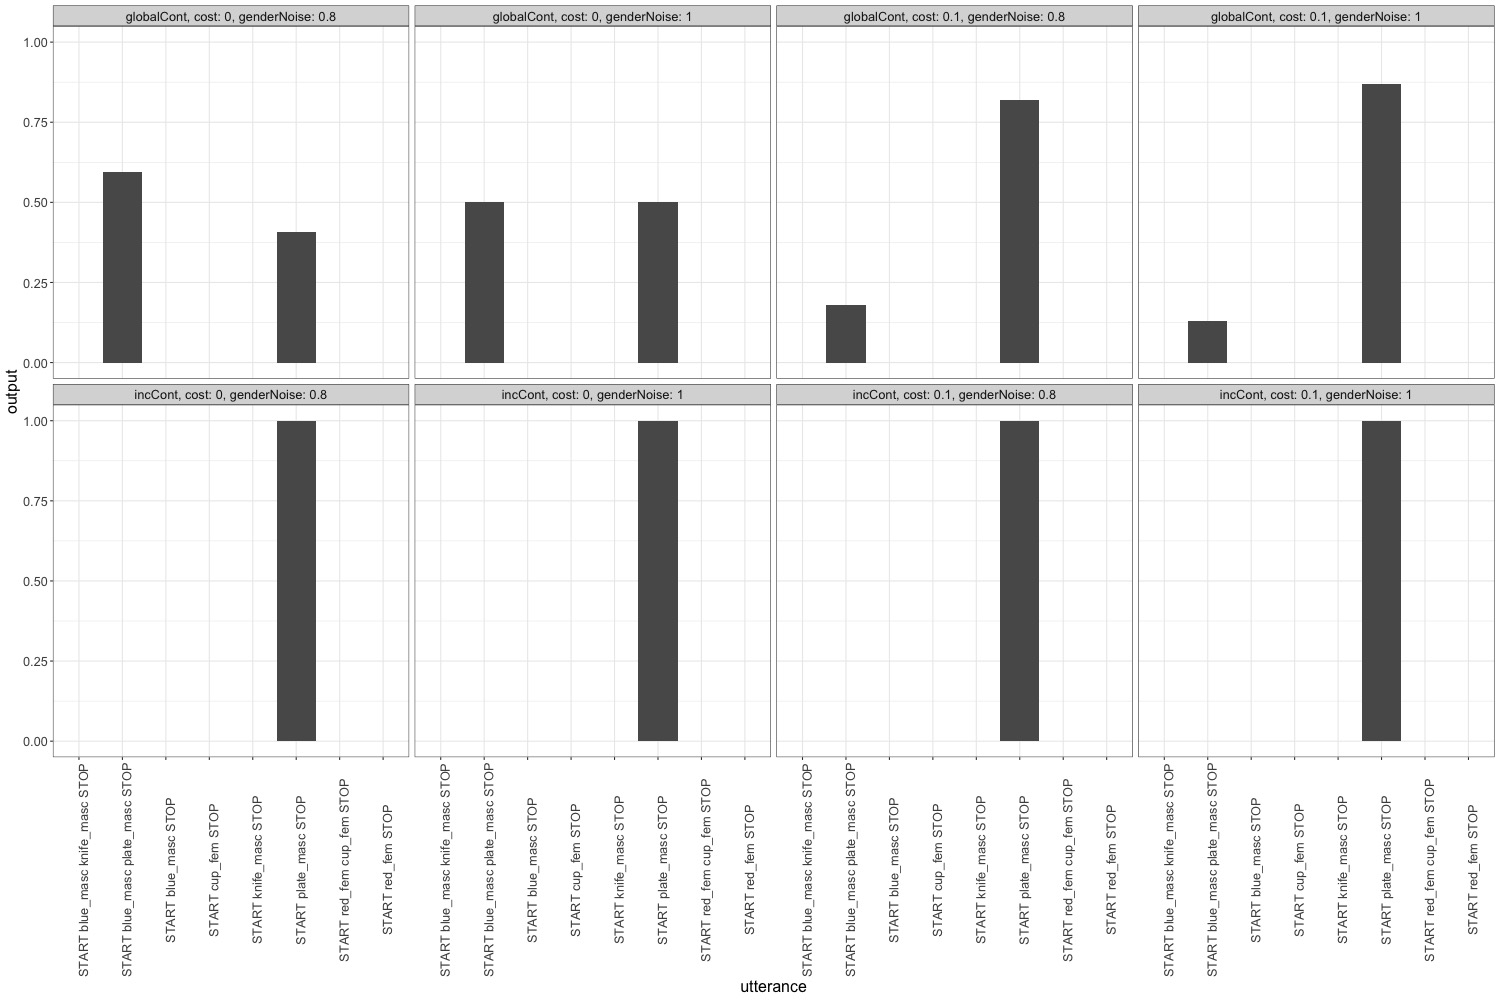 globalCont, cost: 0, genderNoise: 0.8
globalCont, cost: 0, genderNoise: 1
globalCont, cost: 0.1, genderNoise: 0.8
globalCont, cost: 0.1, genderNoise: 1
1.00
0.75
0.50
0.25
0.00
output
incCont, cost: 0, genderNoise: 0.8
incCont, cost: 0, genderNoise: 1
incCont, cost: 0.1, genderNoise: 0.8
incCont, cost: 0.1, genderNoise: 1
1.00
0.75
0.50
0.25
0.00
START blue_masc knife_masc STOP
START blue_masc plate_masc STOP
START blue_masc STOP
START cup_fem STOP
START knife_masc STOP
START plate_masc STOP
START red_fem cup_fem STOP
START red_fem STOP
START blue_masc knife_masc STOP
START blue_masc plate_masc STOP
START blue_masc STOP
START cup_fem STOP
START knife_masc STOP
START plate_masc STOP
START red_fem cup_fem STOP
START red_fem STOP
START blue_masc knife_masc STOP
START blue_masc plate_masc STOP
START blue_masc STOP
START cup_fem STOP
START knife_masc STOP
START plate_masc STOP
START red_fem cup_fem STOP
START red_fem STOP
START blue_masc knife_masc STOP
START blue_masc plate_masc STOP
START blue_masc STOP
START cup_fem STOP
START knife_masc STOP
START plate_masc STOP
START red_fem cup_fem STOP
START red_fem STOP
utterance